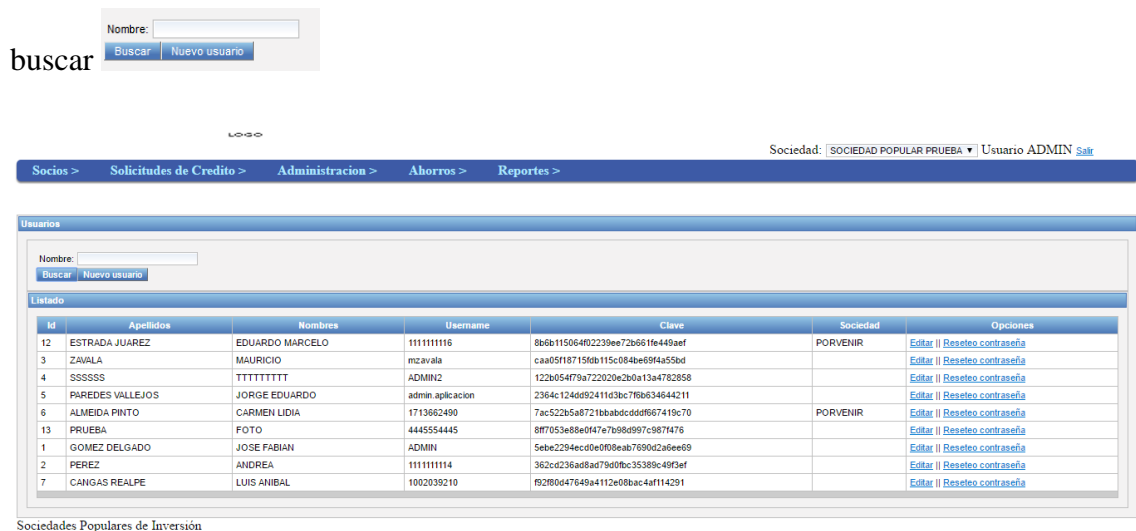 Nombre:
buscar Buscar Nuevo usuario
LOGO
Sociedad: SOCIEDAD POPULAR PRUEBA Usuario ADMIN Salir
Socios > Solicitudes de Credito > Administracion > Ahorros > Reportes >
Usuarios
Nombre:
Buscar Nuevo usuario
Listado
Id Apellidos Nombres Username Clave Sociedad Opciones
12 ESTRADA JUAREZ EDUARDO MARCELO 1111111116 8b6b115064f02239ee72b661fe449aef PORVENIR Editar || Reseteo contraseña
3 ZAVALA MAURICIO mzavala caa05f18715fdb115c084be69f4a55bd Editar || Reseteo contraseña
4 SSSSSS TTTTTTTTT ADMIN2 122b054f79a722020e2b0a13a4782858 Editar || Reseteo contraseña
5 PAREDES VALLEJOS JORGE EDUARDO admin.aplicacion 2364c124dd92411d3bc7f6b634644211 Editar || Reseteo contraseña
6 ALMEIDA PINTO CARMEN LIDIA 1713662490 7ac522b5a8721bbabdcdddf667419c70 PORVENIR Editar || Reseteo contraseña
13 PRUEBA FOTO 4445554445 8ff7053e88e0f47e7b98d997c987f476 Editar || Reseteo contraseña
1 GOMEZ DELGADO JOSE FABIAN ADMIN 5ebe2294ecd0e0f08eab7690d2a6ee69 Editar || Reseteo contraseña
2 PEREZ ANDREA 1111111114 362cd236ad8ad79d0fbc35389c49f3ef Editar || Reseteo contraseña
7 CANGAS REALPE LUIS ANIBAL 1002039210 f92f80d47649a4112e08bac4af114291 Editar || Reseteo contraseña
Sociedades Populares de Inversión